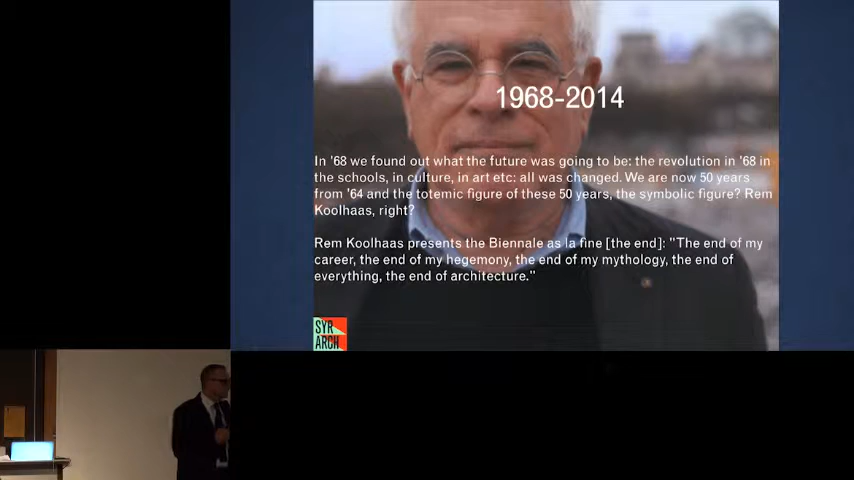 1968-2014
In '68 we found out what the future was going to be: the revolution in '68 in
the schools, in culture, in art etc: all was changed. We are now 50 years
from '64 and the totemic figure of these 50 years, the symbolic figure? Rem
Koolhaas, right?
Rem Koolhaas presents the Biennale as la fine [the end]: "The end of my
career, the end of my hegemony, the end of my mythology, the end of
everything, the end of architecture."
SYR
ARCH